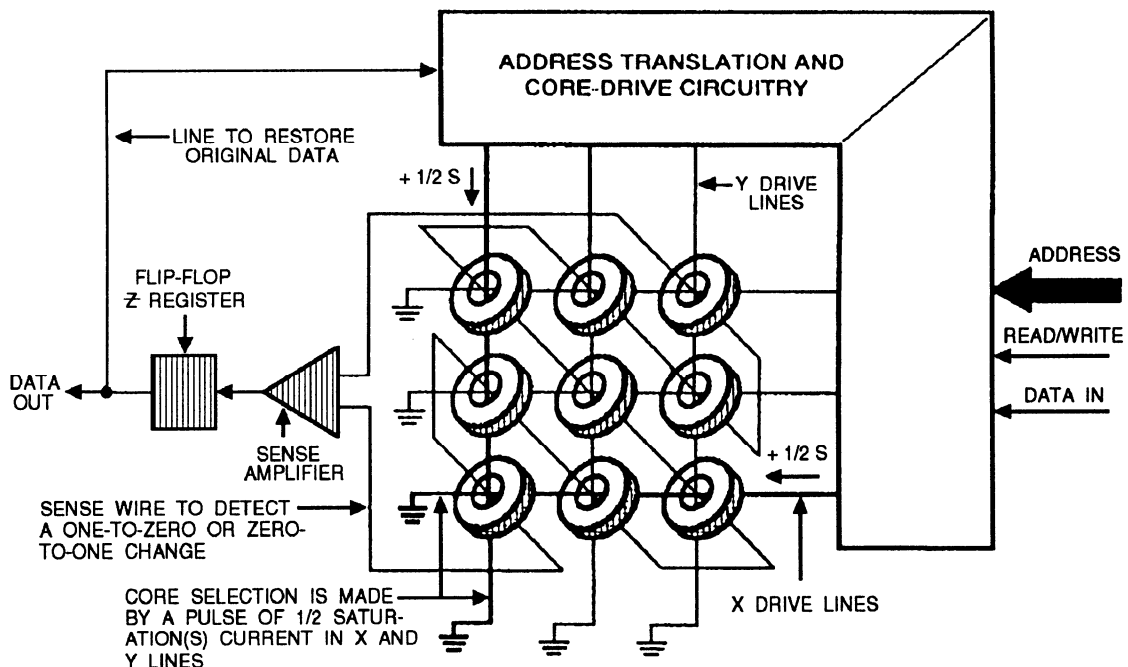 ADDRESS TRANSLATION AND
CORE-DRIVE CIRCUITRY
LINE TO RESTORE
ORIGINAL DATA
+ 1/2 S
Y DRIVE
LINES
ADDRESS
FLIP-FLOP
Z REGISTER
READ/WRITE
DATA
OUT
DATA IN
SENSE
AMPLIFIER
+ 1/2 S
SENSE WIRE TO DETECT
A ONE-TO-ZERO OR ZERO-
TO-ONE CHANGE
CORE SELECTION IS MADE
BY A PULSE OF 1/2 SATUR-
ATION(S) CURRENT IN X AND
Y LINES
X DRIVE LINES